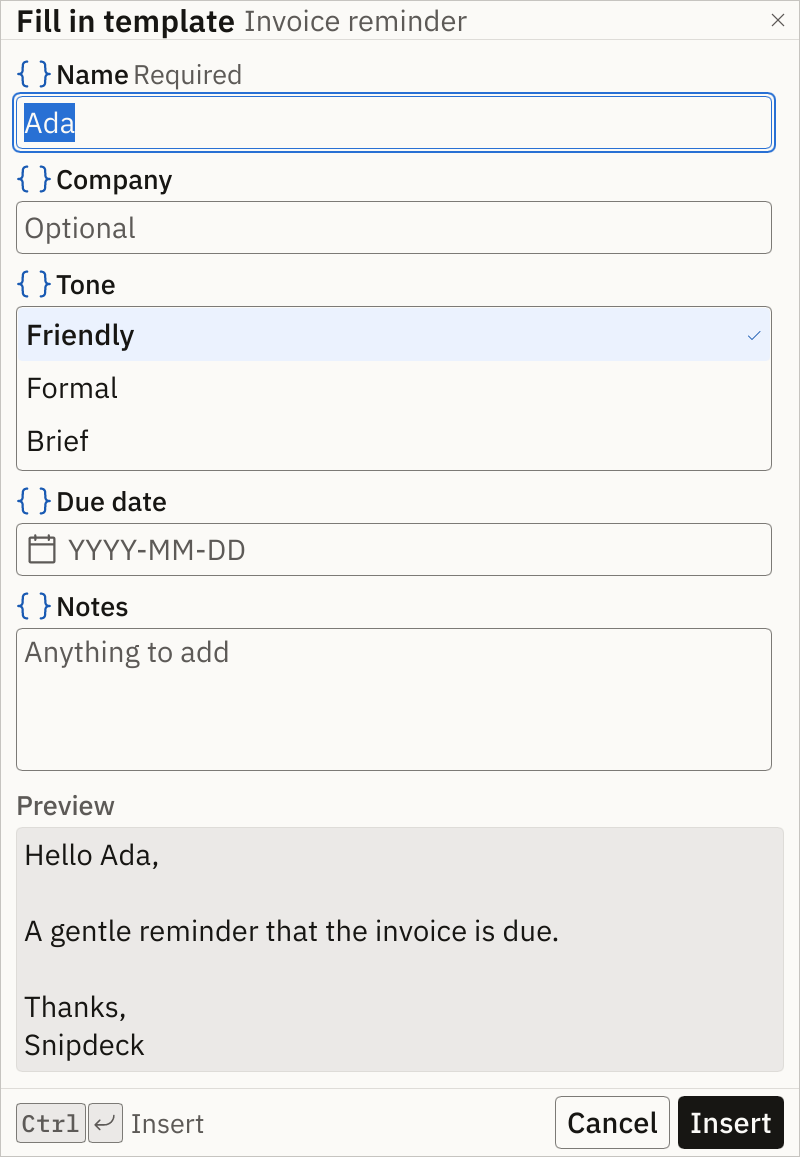 Fill in template Invoice reminder
{ } Name Required
Ada
{ } Company
Optional
{ } Tone
Friendly
Formal
Brief
{ } Due date
YYYY-MM-DD
{ } Notes
Anything to add
Preview
Hello Ada,
A gentle reminder that the invoice is due.
Thanks,
Snipdeck
Ctrl Insert Cancel Insert